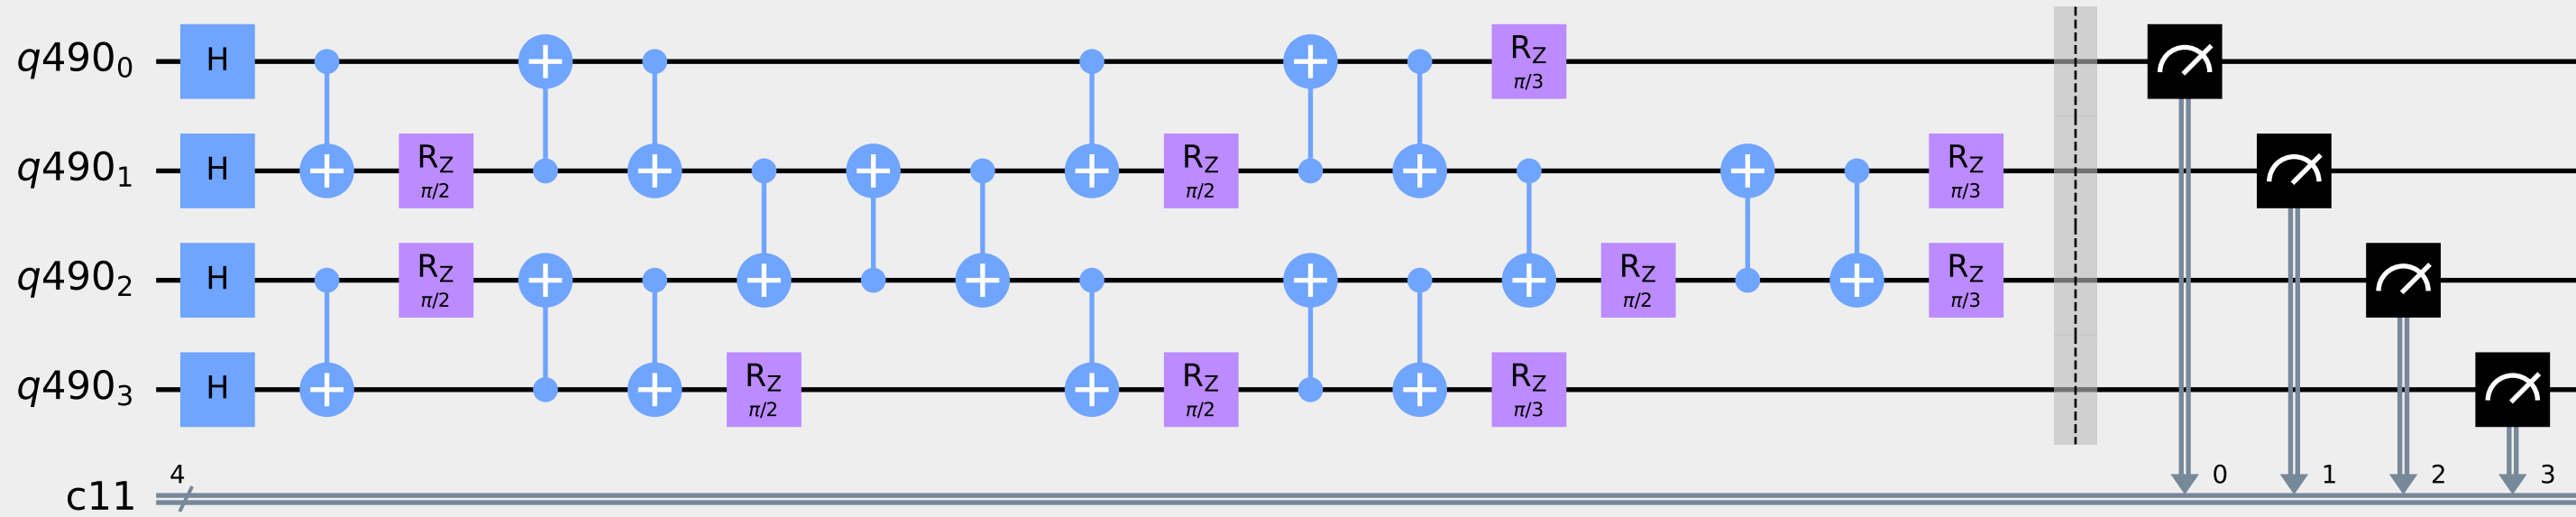 q490₀ H R_Z π/3
q490₁ H R_Z π/2 R_Z π/2 R_Z π/3
q490₂ H R_Z π/2 R_Z π/2 R_Z π/3
q490₃ H R_Z π/2 R_Z π/2 R_Z π/3
4 0 1 2 3
c11